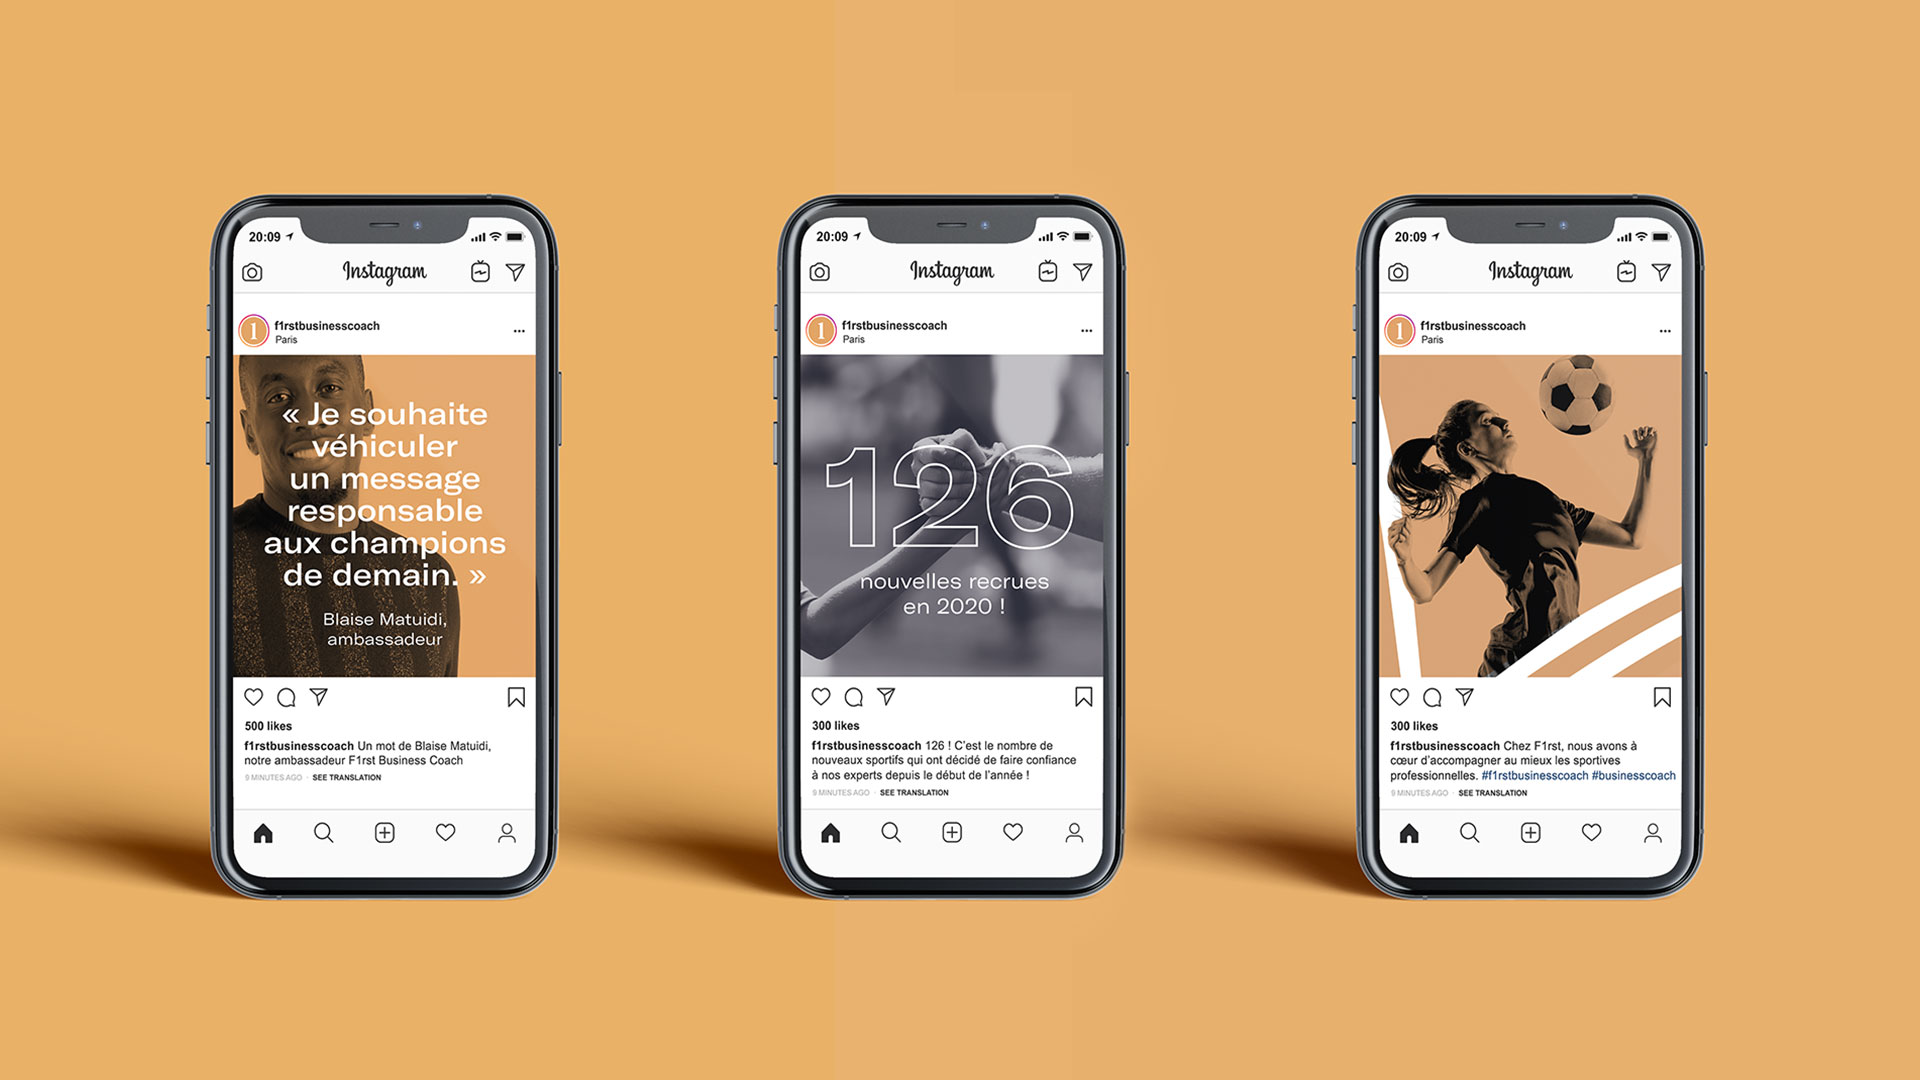 20:09
Instagram
1
f1rstbusinesscoach
Paris
« Je souhaite
véhiculer
un message
responsable
aux champions
de demain. »
Blaise Matuidi,
ambassadeur
500 likes
f1rstbusinesscoach Un mot de Blaise Matuidi,
notre ambassadeur F1rst Business Coach
9 MINUTES AGO · SEE TRANSLATION
20:09
Instagram
1
f1rstbusinesscoach
Paris
126
nouvelles recrues
en 2020 !
300 likes
f1rstbusinesscoach 126 ! C’est le nombre de
nouveaux sportifs qui ont décidé de faire confiance
à nos experts depuis le début de l’année !
9 MINUTES AGO · SEE TRANSLATION
20:09
Instagram
1
f1rstbusinesscoach
Paris
300 likes
f1rstbusinesscoach Chez F1rst, nous avons à
cœur d’accompagner au mieux les sportives
professionnelles. #f1rstbusinesscoach #businesscoach
9 MINUTES AGO · SEE TRANSLATION